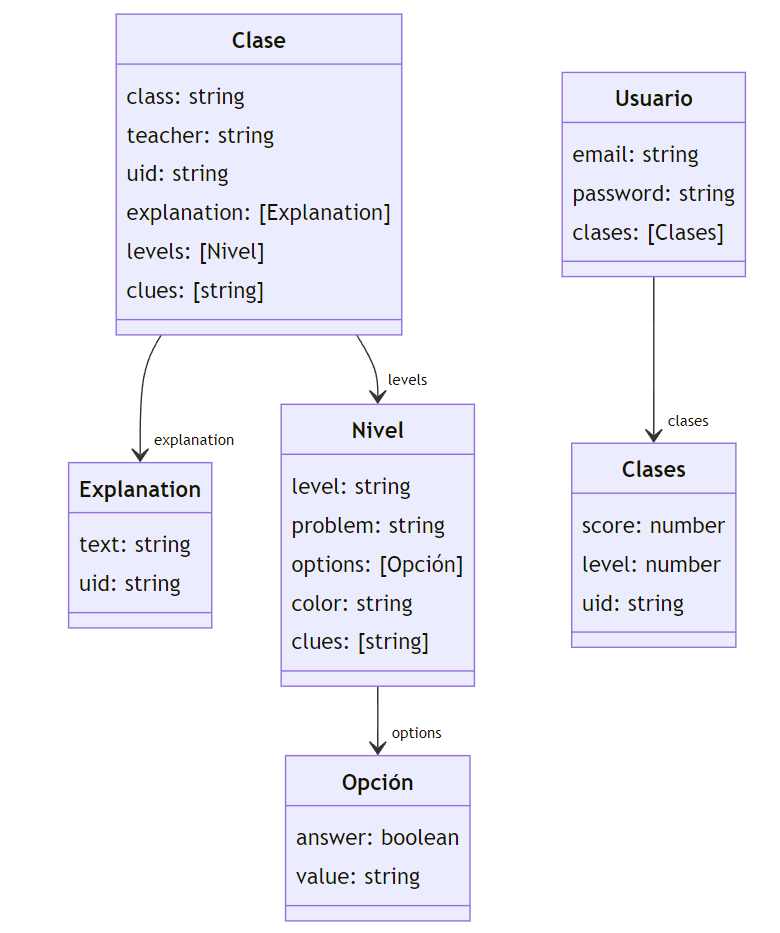 Clase
class: string
teacher: string
uid: string
explanation: [Explanation]
levels: [Nivel]
clues: [string]
Usuario
email: string
password: string
clases: [Clases]
explanation
levels
clases
Explanation
text: string
uid: string
Nivel
level: string
problem: string
options: [Opción]
color: string
clues: [string]
Clases
score: number
level: number
uid: string
options
Opción
answer: boolean
value: string